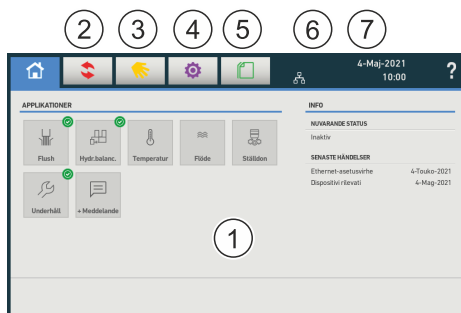 2 3 4 5 6 7
4-Maj-2021
10:00
?
APPLIKATIONER
Flush Hydr.balanc. Temperatur Flöde Ställdon
Underhåll + Meddelande
1
INFO
NUVARANDE STATUS
Inaktiv
SENASTE HÄNDELSER
Ethernet-asetusvirhe 4-Touko-2021
Dispositivi rilevati 4-Mag-2021